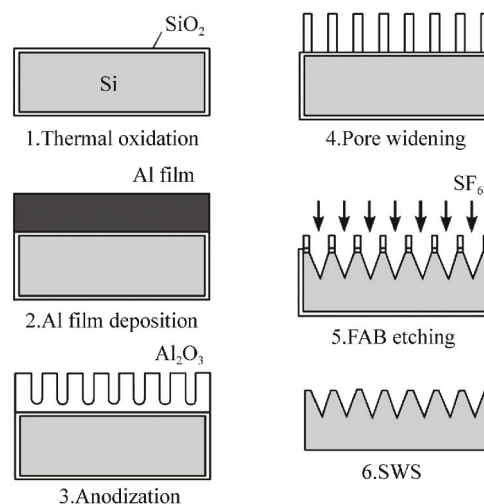 SiO₂
Si
1.Thermal oxidation
Al film
2.Al film deposition
Al₂O₃
3.Anodization
4.Pore widening
SF₆
5.FAB etching
6.SWS